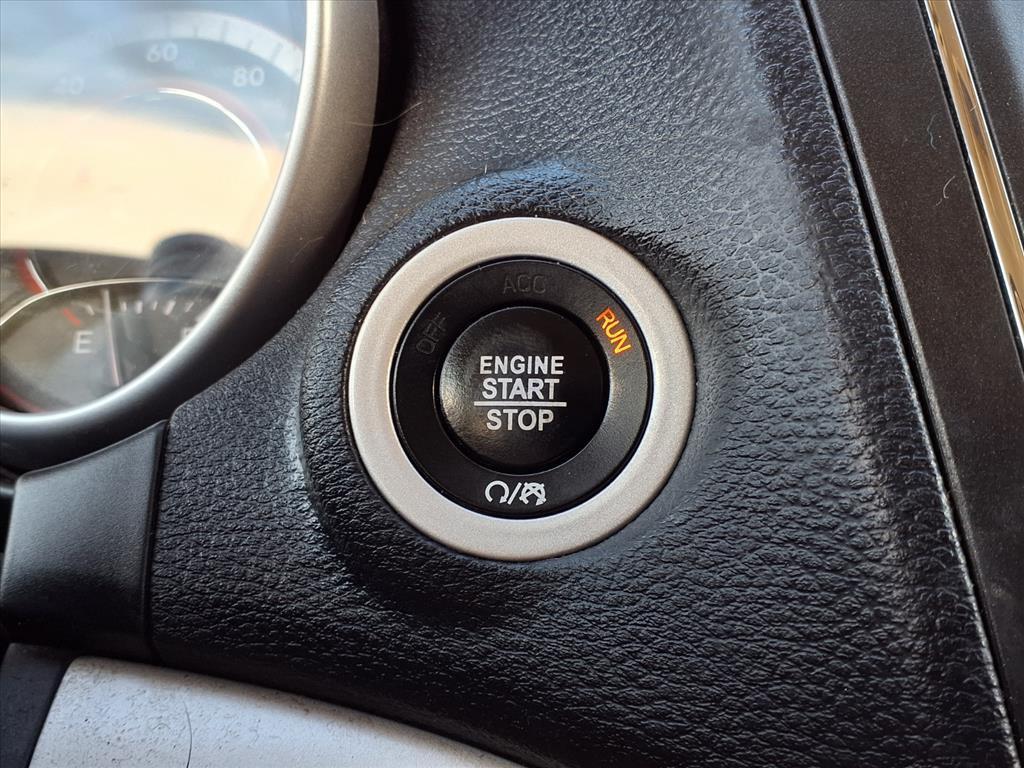 60
80
E
ACC
OFF
RUN
ENGINE
START
STOP